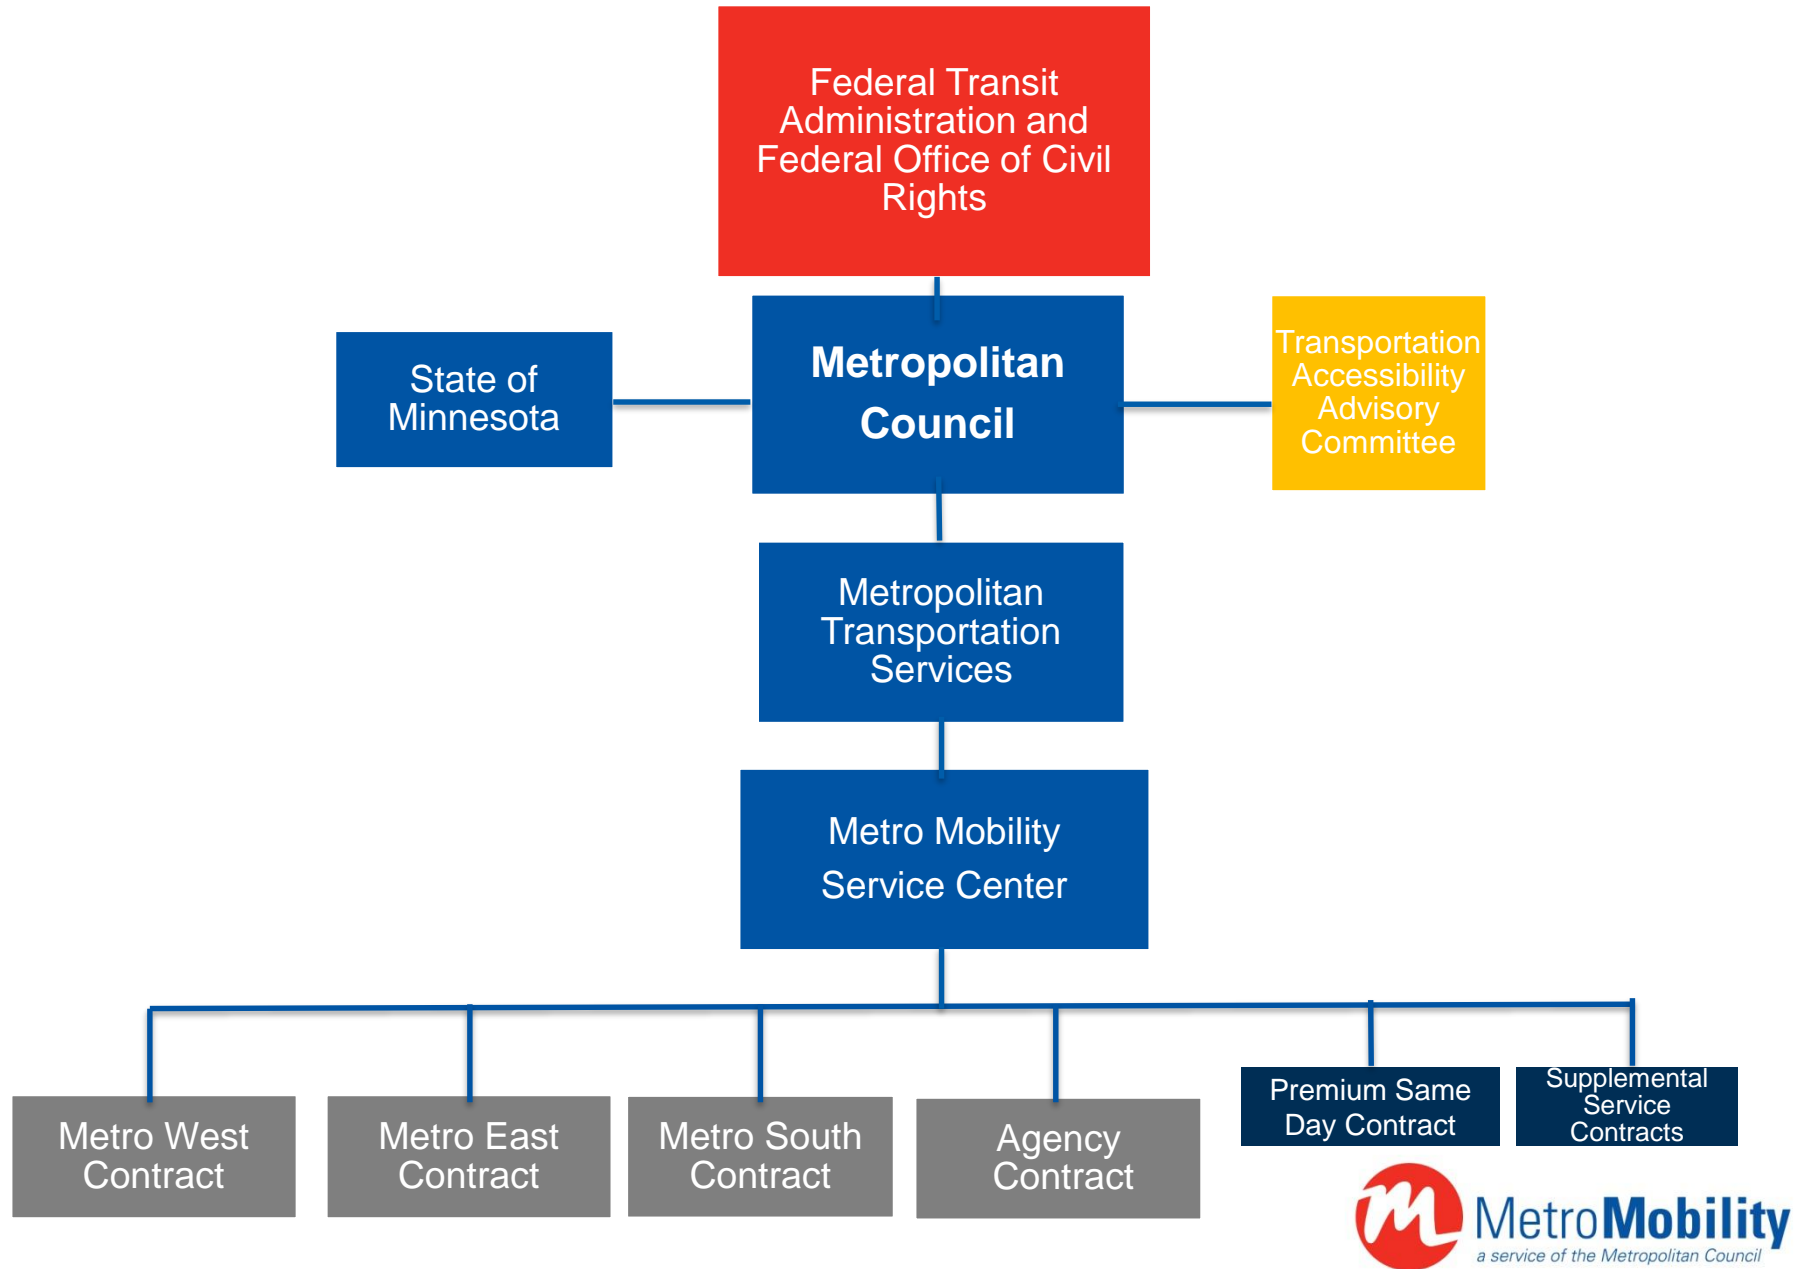 Federal Transit
Administration and
Federal Office of Civil
Rights
State of
Minnesota
Metropolitan
Council
Transportation
Accessibility
Advisory
Committee
Metropolitan
Transportation
Services
Metro Mobility
Service Center
Metro West
Contract
Metro East
Contract
Metro South
Contract
Agency
Contract
Premium Same
Day Contract
Supplemental
Service
Contracts
m
MetroMobility
a service of the Metropolitan Council